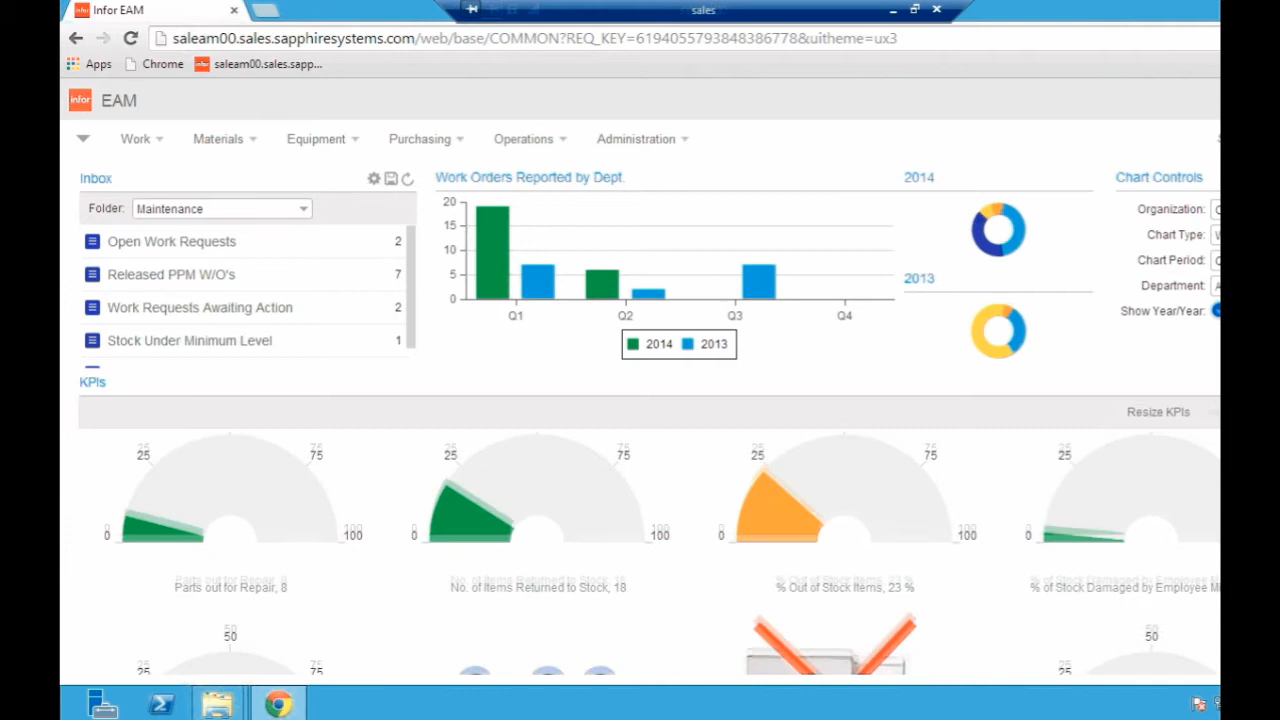 Infor EAM
sales
saleam00.sales.sapphiresystems.com/web/base/COMMON?REQ_KEY=6194055793848386778&uitheme=ux3
Apps Chrome saleam00.sales.sapp...
infor EAM
Work Materials Equipment Purchasing Operations Administration
Inbox
Folder: Maintenance
Open Work Requests 2
Released PPM W/O's 7
Work Requests Awaiting Action 2
Stock Under Minimum Level 1
Work Orders Reported by Dept.
20
15
10
5
0
Q1 Q2 Q3 Q4
2014 2013
2014
2013
Chart Controls
Organization:
Chart Type:
Chart Period:
Department:
Show Year/Year:
KPIs
Resize KPIs
0 25 75 100
Parts out for Repair, 8
0 25 75 100
No. of Items Returned to Stock, 18
0 25 75 100
% Out of Stock Items, 23 %
0 25
% of Stock Damaged by Employee
25 50 75
25 50